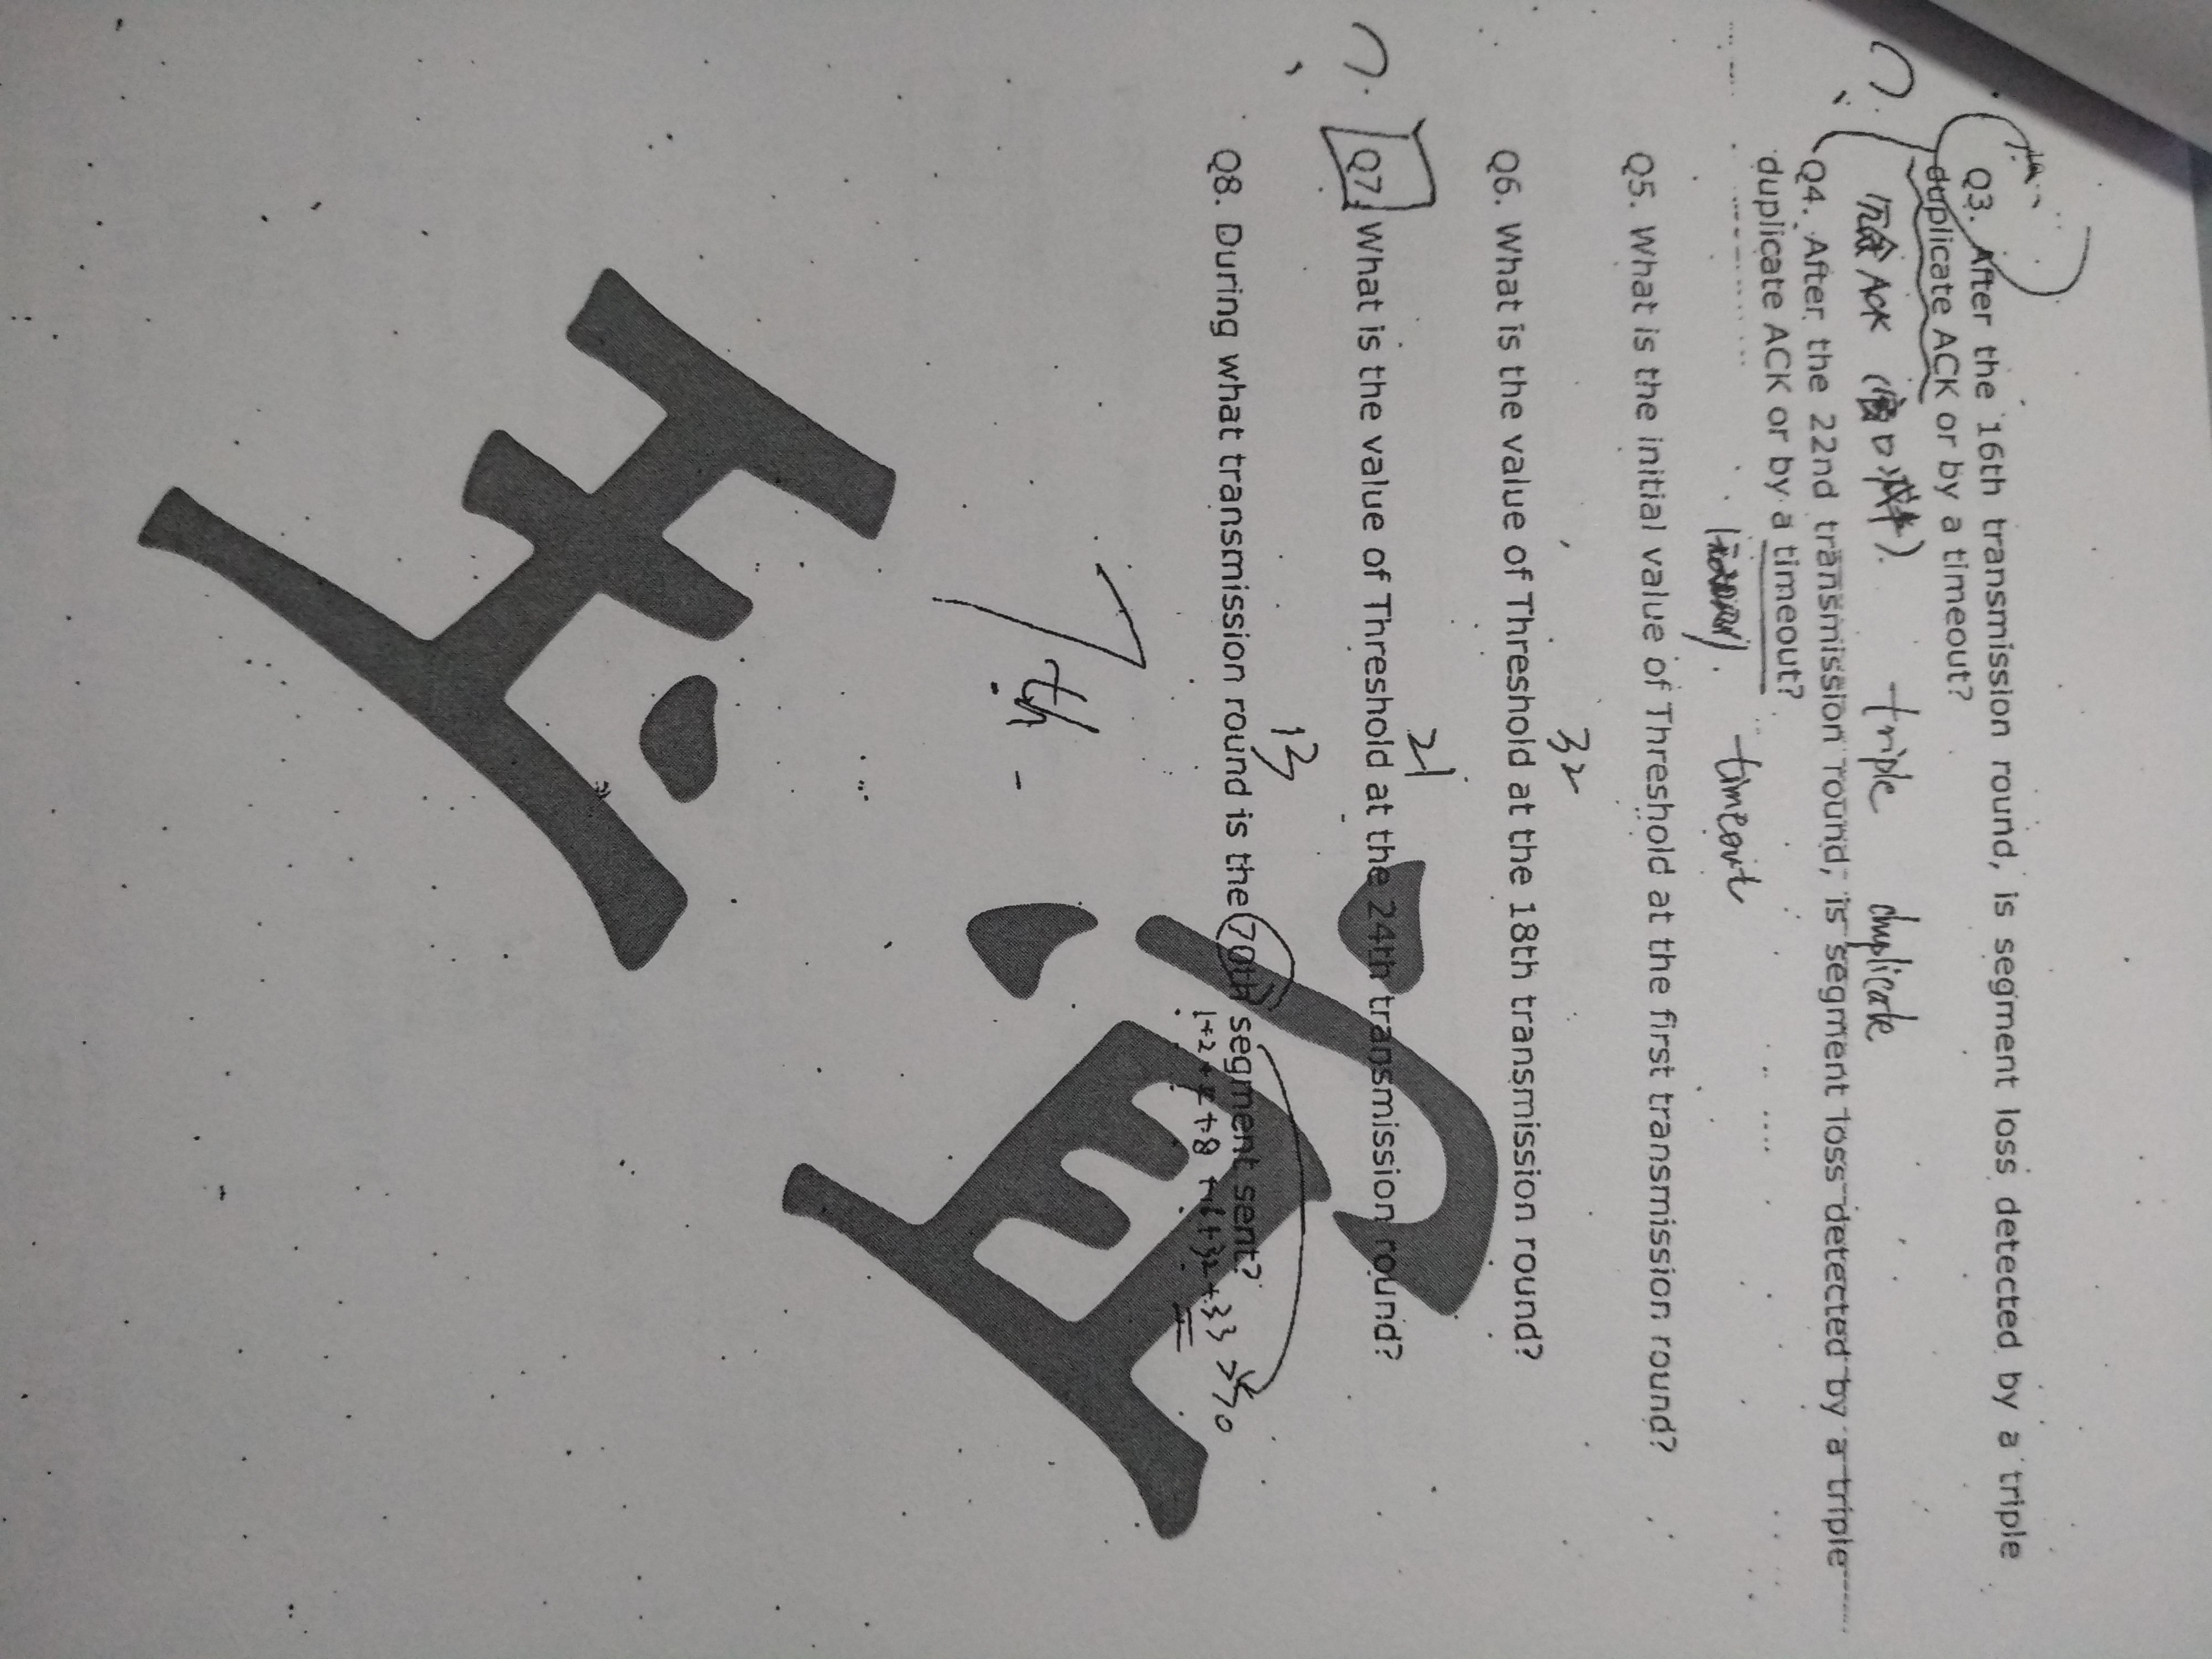 Q3. After the 16th transmission round, is segment loss detected by a triple
duplicate ACK or by a timeout?
冗余 ACK (窗口减半). triple duplicate
Q4. After the 22nd transmission round, is segment loss detected by a triple
duplicate ACK or by a timeout?
timeout
Q5. What is the initial value of Threshold at the first transmission round?
32
Q6. What is the value of Threshold at the 18th transmission round?
21
Q7. What is the value of Threshold at the 24th transmission round?
13
Q8. During what transmission round is the 70th segment sent?
1+2+4+8+16+32+33 >70
7th